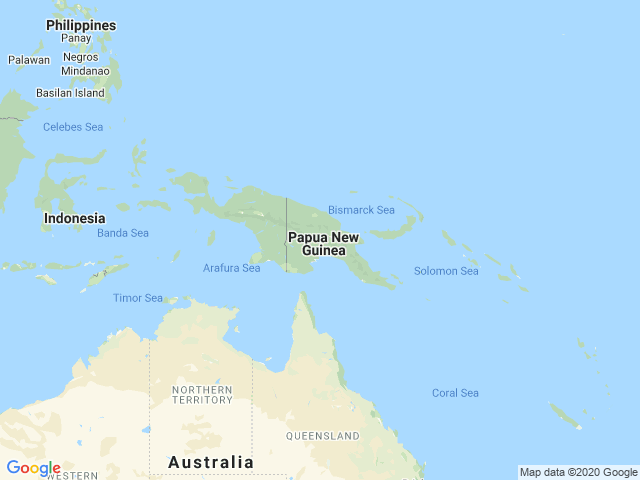 Philippines
Panay
Negros
Palawan
Mindanao
Basilan Island
Celebes Sea
Bismarck Sea
Indonesia
Banda Sea
Papua New
Guinea
Arafura Sea
Solomon Sea
Timor Sea
NORTHERN
TERRITORY
Coral Sea
QUEENSLAND
Australia
Google
WESTERN
Map data ©2020 Google